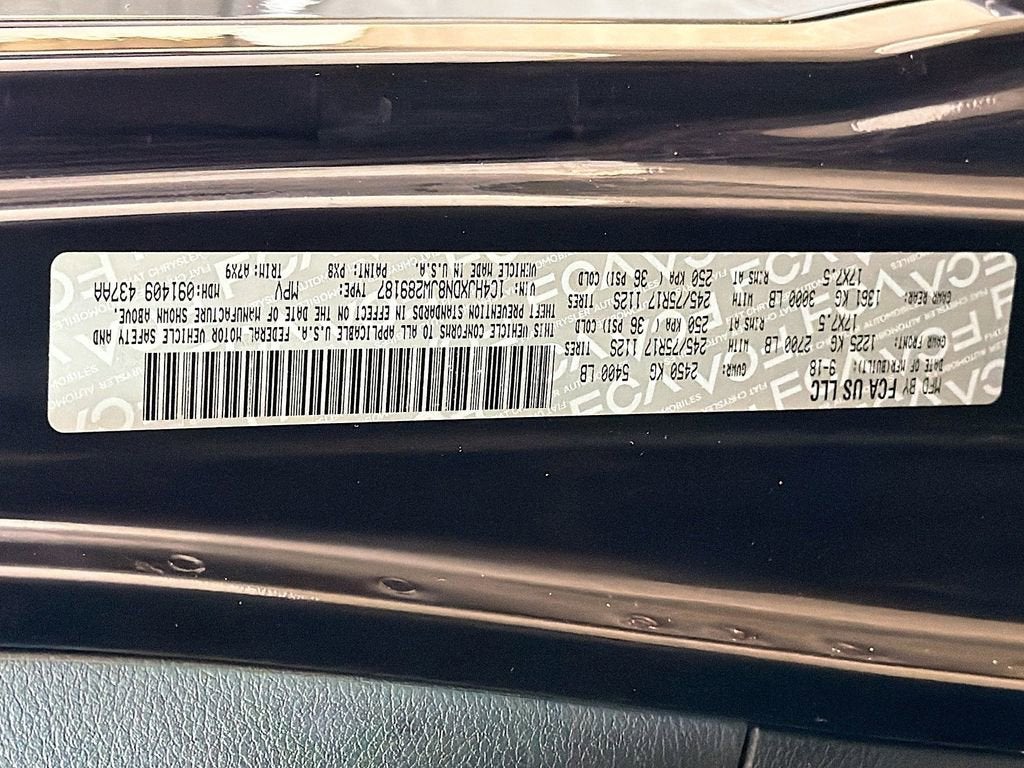 MFD BY FCA US LLC
DATE OF MFR(BUILT): 9-18 GVWR: 2450 KG 5400 LB
GAWR FRONT: 1225 KG 2700 LB WITH 245/75R17 112S TIRES
17X7.5 RIMS AT 250 KPA ( 36 PSI) COLD
GAWR REAR: 1361 KG 3000 LB WITH 245/75R17 112S TIRES
17X7.5 RIMS AT 250 KPA ( 36 PSI) COLD
THIS VEHICLE CONFORMS TO ALL APPLICABLE U.S.A. FEDERAL MOTOR VEHICLE SAFETY AND
THEFT PREVENTION STANDARDS IN EFFECT ON THE DATE OF MANUFACTURE SHOWN ABOVE.
VIN: 1C4HJXDN8JW289187 TYPE: MPV MDH:091409 437AA
VEHICLE MADE IN U.S.A. PAINT: PX8 TRIM:A7X9